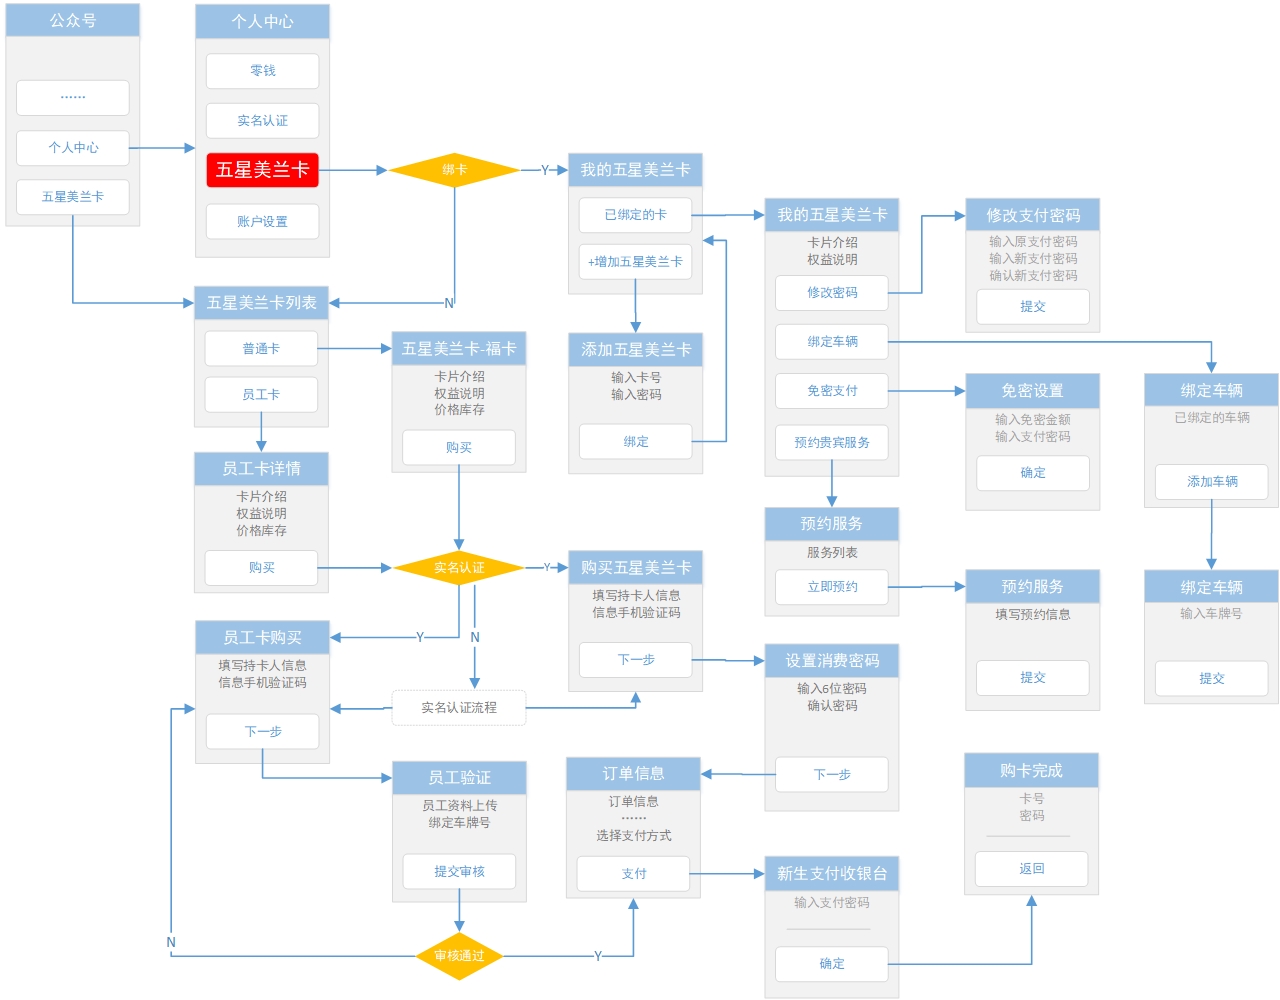 公众号
······
个人中心
五星美兰卡
个人中心
零钱
实名认证
五星美兰卡
账户设置
绑卡
Y
N
我的五星美兰卡
已绑定的卡
+增加五星美兰卡
添加五星美兰卡
输入卡号
输入密码
绑定
我的五星美兰卡
卡片介绍
权益说明
修改密码
绑定车辆
免密支付
预约贵宾服务
修改支付密码
输入原支付密码
输入新支付密码
确认新支付密码
提交
免密设置
输入免密金额
输入支付密码
确定
绑定车辆
已绑定的车辆
添加车辆
绑定车辆
输入车牌号
提交
预约服务
服务列表
立即预约
预约服务
填写预约信息
提交
五星美兰卡列表
普通卡
员工卡
五星美兰卡-福卡
卡片介绍
权益说明
价格库存
购买
员工卡详情
卡片介绍
权益说明
价格库存
购买
实名认证
Y
Y
N
实名认证流程
购买五星美兰卡
填写持卡人信息
信息手机验证码
下一步
设置消费密码
输入6位密码
确认密码
下一步
员工卡购买
填写持卡人信息
信息手机验证码
下一步
员工验证
员工资料上传
绑定车牌号
提交审核
审核通过
N
Y
订单信息
订单信息
······
选择支付方式
支付
新生支付收银台
输入支付密码
确定
购卡完成
卡号
密码
返回